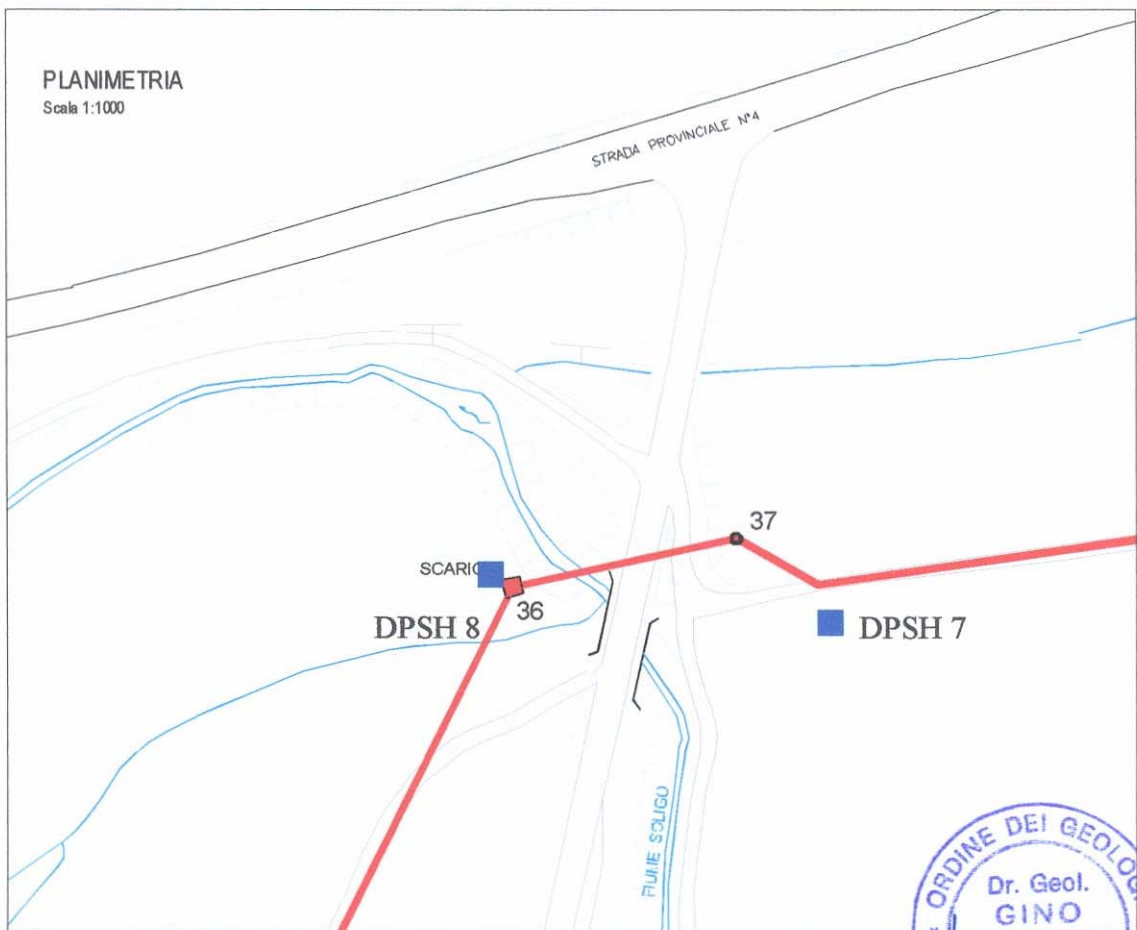 PLANIMETRIA
Scala 1:1000
STRADA PROVINCIALE N°4
37
SCARIC
36
DPSH 8
DPSH 7
FIUME SOLIGO
ORDINE DEI GEOLOG
Dr. Geol.
GINO